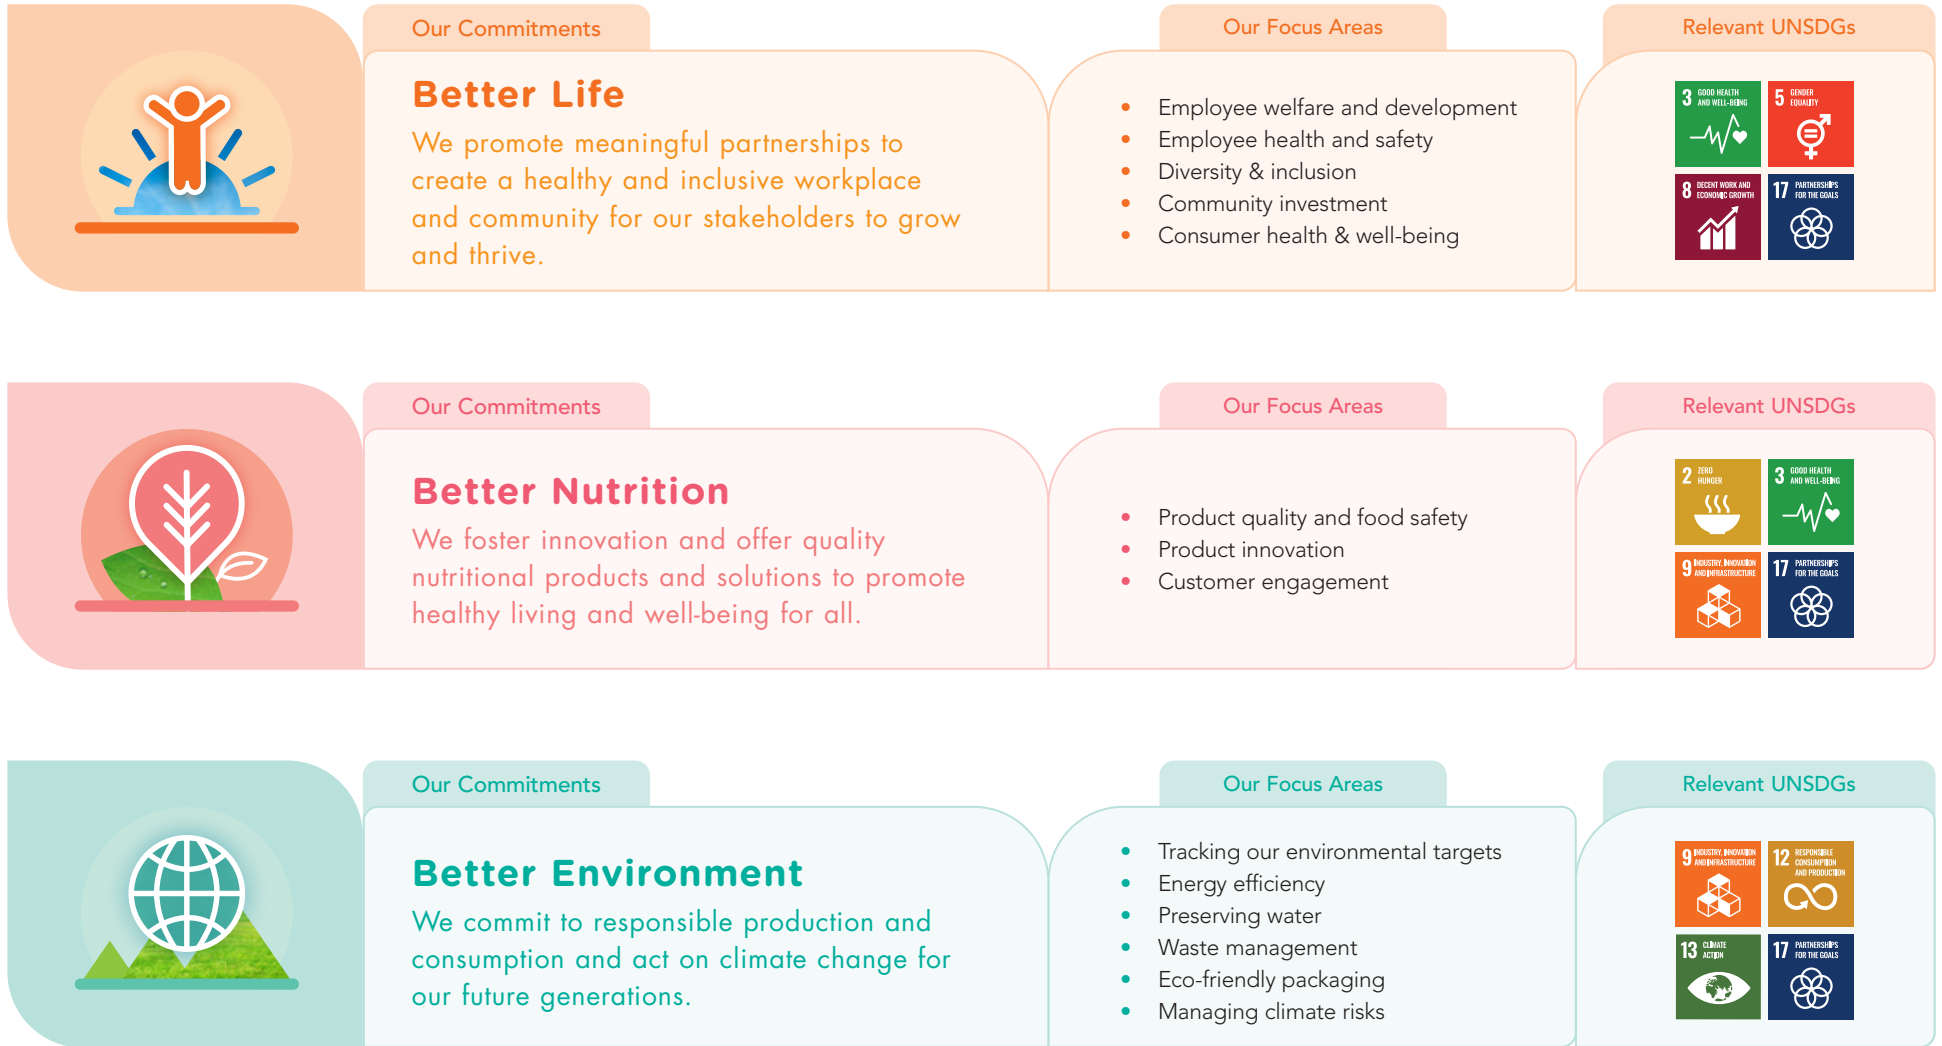 Our Commitments
Better Life
We promote meaningful partnerships to
create a healthy and inclusive workplace
and community for our stakeholders to grow
and thrive.
Our Focus Areas
• Employee welfare and development
• Employee health and safety
• Diversity & inclusion
• Community investment
• Consumer health & well-being
Relevant UNSDGs
3 GOOD HEALTH
AND WELL-BEING
5 GENDER
EQUALITY
8 DECENT WORK AND
ECONOMIC GROWTH
17 PARTNERSHIPS
FOR THE GOALS
Our Commitments
Better Nutrition
We foster innovation and offer quality
nutritional products and solutions to promote
healthy living and well-being for all.
Our Focus Areas
• Product quality and food safety
• Product innovation
• Customer engagement
Relevant UNSDGs
2 ZERO
HUNGER
3 GOOD HEALTH
AND WELL-BEING
9 INDUSTRY, INNOVATION
AND INFRASTRUCTURE
17 PARTNERSHIPS
FOR THE GOALS
Our Commitments
Better Environment
We commit to responsible production and
consumption and act on climate change for
our future generations.
Our Focus Areas
• Tracking our environmental targets
• Energy efficiency
• Preserving water
• Waste management
• Eco-friendly packaging
• Managing climate risks
Relevant UNSDGs
9 INDUSTRY, INNOVATION
AND INFRASTRUCTURE
12 RESPONSIBLE
CONSUMPTION
AND PRODUCTION
13 CLIMATE
ACTION
17 PARTNERSHIPS
FOR THE GOALS